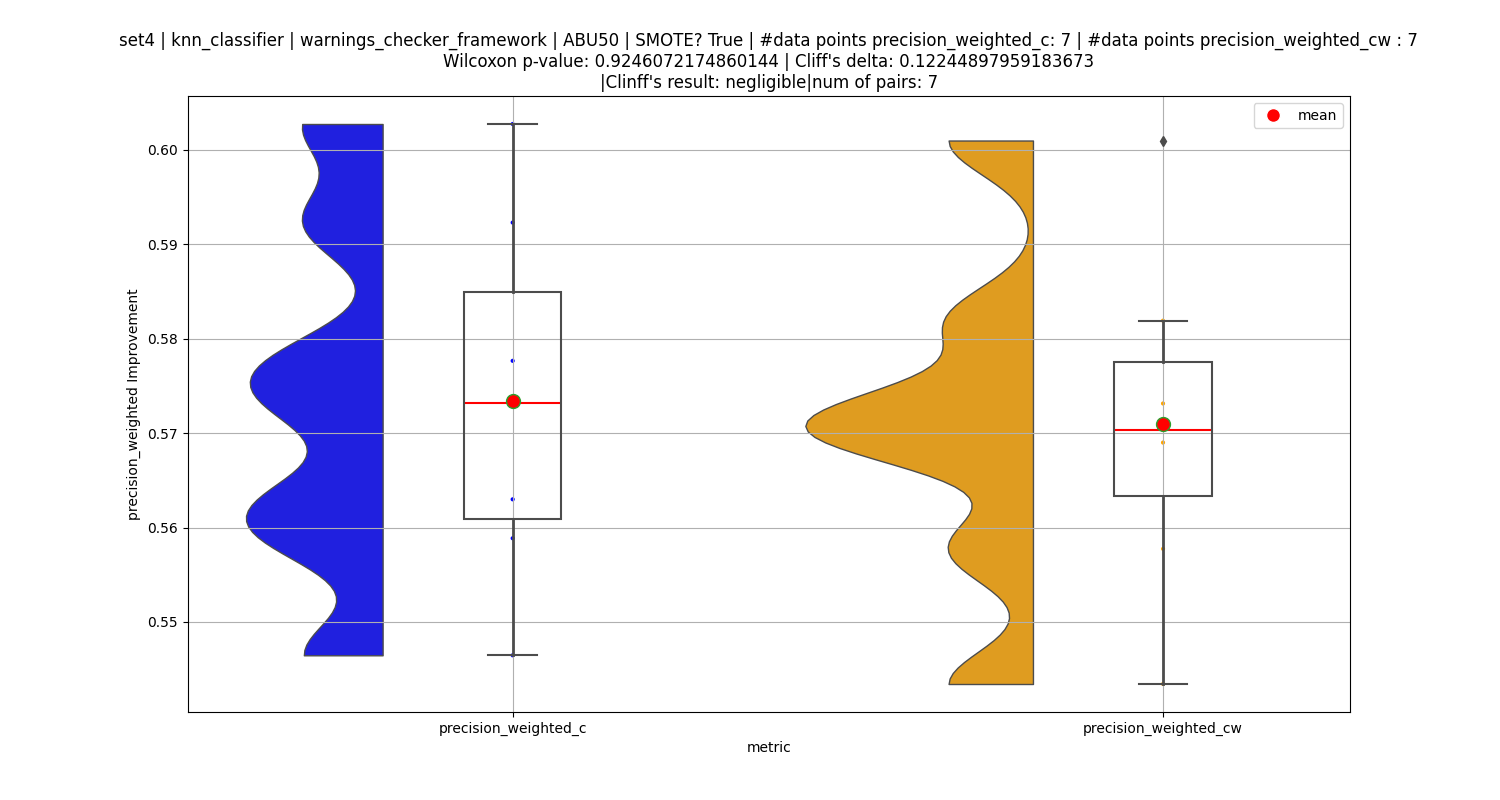 set4 | knn_classifier | warnings_checker_framework | ABU50 | SMOTE? True | #data points precision_weighted_c: 7 | #data points precision_weighted_cw : 7
Wilcoxon p-value: 0.9246072174860144 | Cliff's delta: 0.12244897959183673
|Clinff's result: negligible|num of pairs: 7
mean
0.60
0.59
0.58
0.57
0.56
0.55
precision_weighted Improvement
precision_weighted_c
precision_weighted_cw
metric